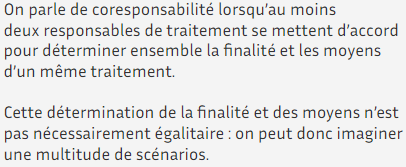 On parle de coresponsabilité lorsqu’au moins
deux responsables de traitement se mettent d’accord
pour déterminer ensemble la finalité et les moyens
d’un même traitement.

Cette détermination de la finalité et des moyens n’est
pas nécessairement égalitaire : on peut donc imaginer
une multitude de scénarios.